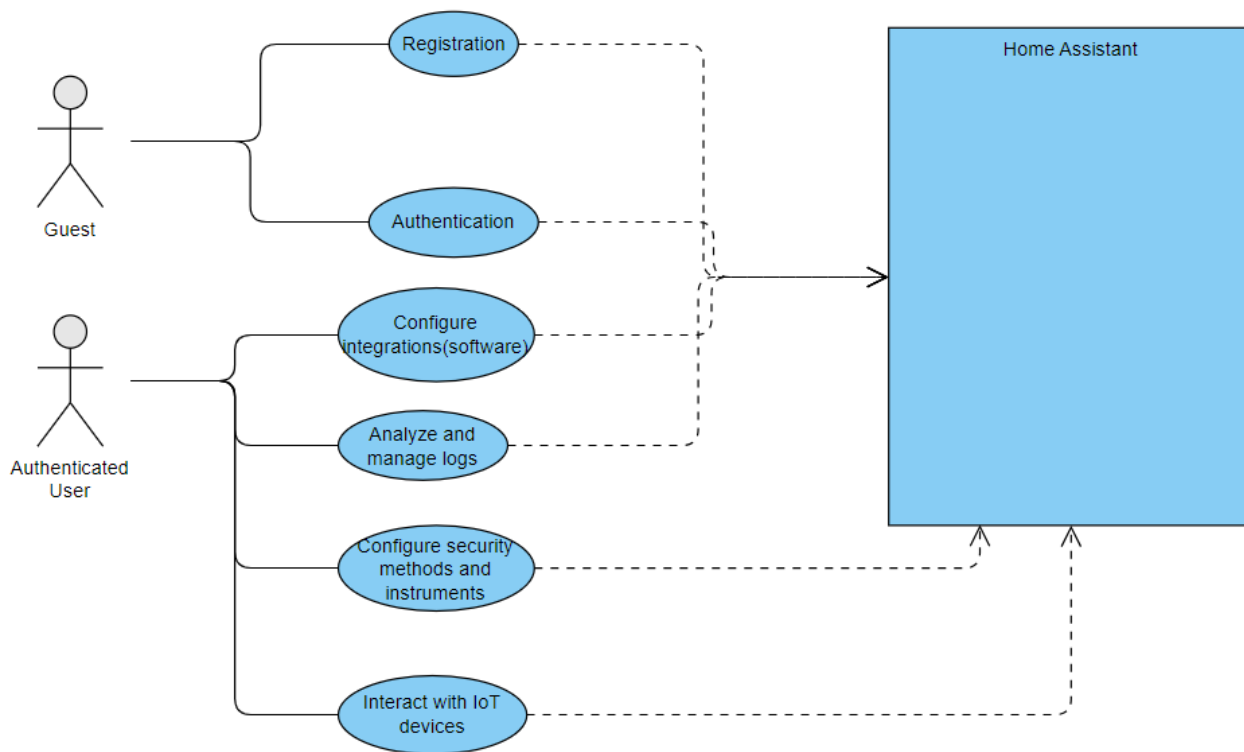 Registration
Home Assistant
Guest
Authentication
Configure
integrations(software)
Authenticated
User
Analyze and
manage logs
Configure security
methods and
instruments
Interact with IoT
devices